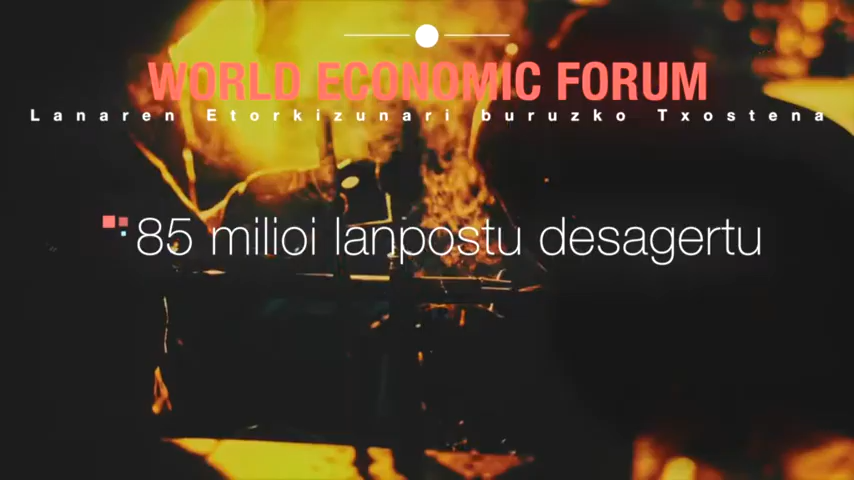 WORLD ECONOMIC FORUM
Lanaren Etorkizunari buruzko Txostena
85 milioi lanpostu desagertu